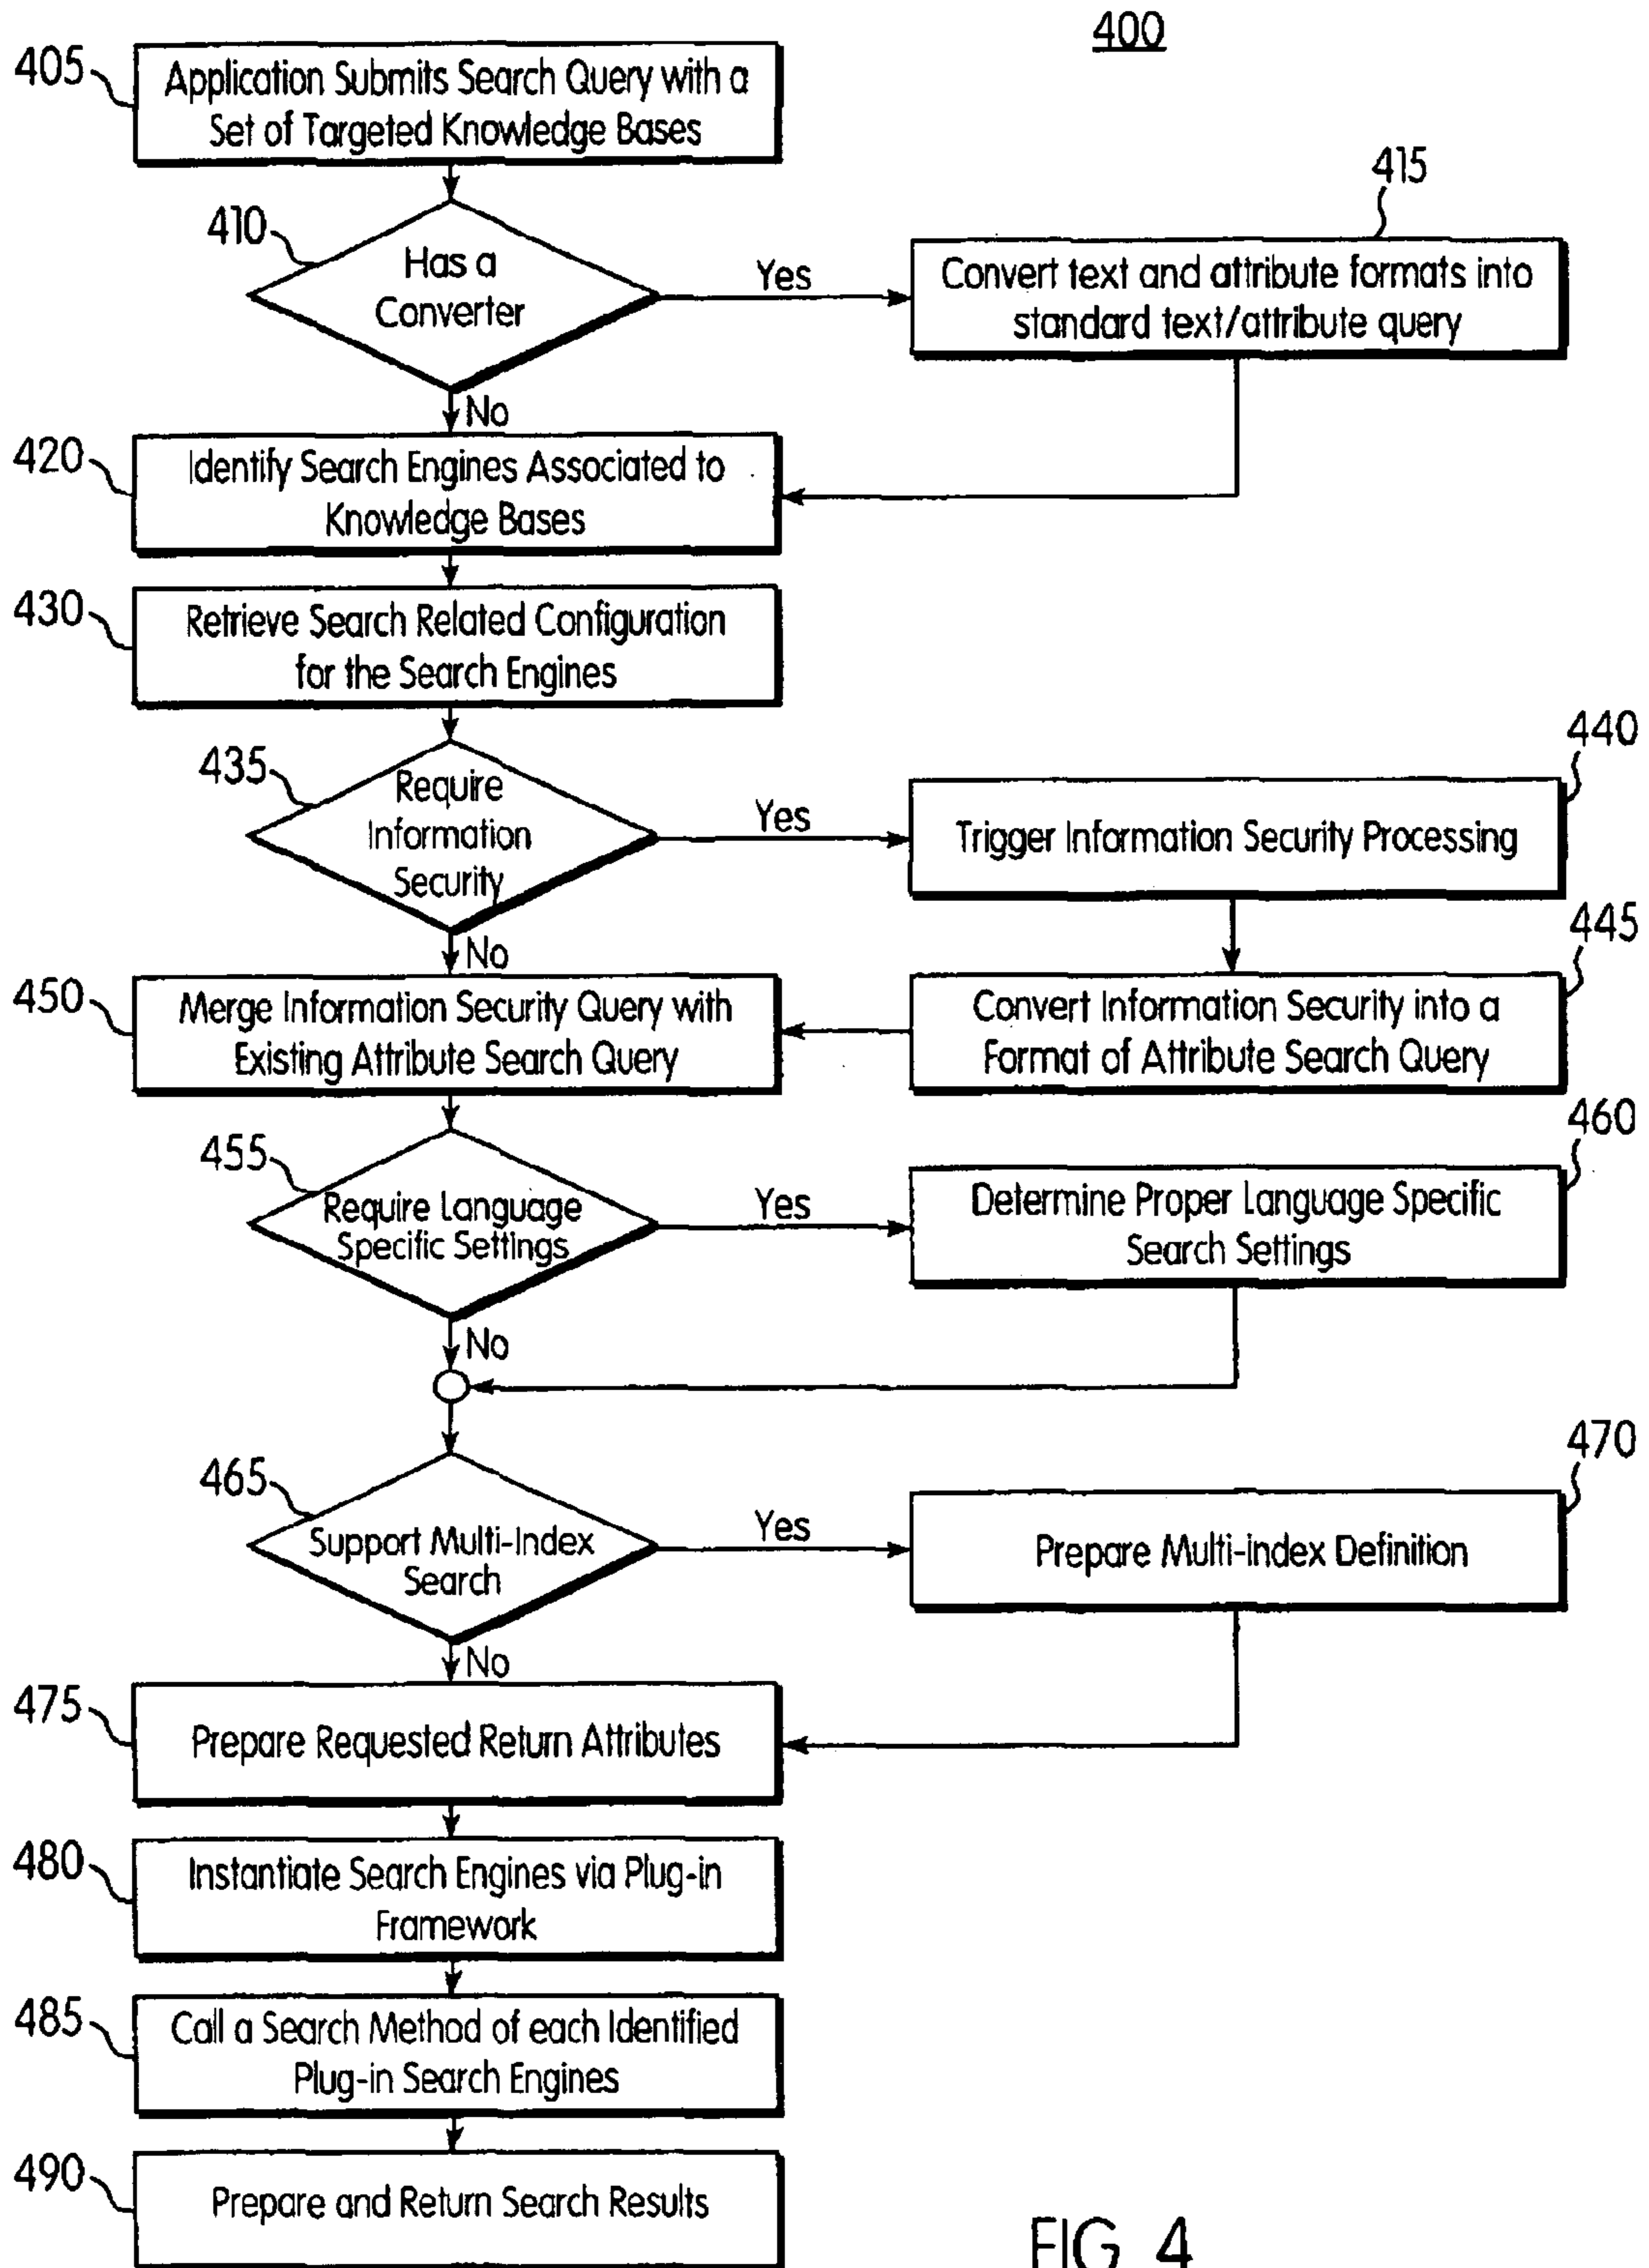 400
405
Application Submits Search Query with a
Set of Targeted Knowledge Bases
410
Has a
Converter
Yes
415
Convert text and attribute formats into
standard text/attribute query
No
420
Identify Search Engines Associated to
Knowledge Bases
430
Retrieve Search Related Configuration
for the Search Engines
435
Require
Information
Security
Yes
440
Trigger Information Security Processing
No
445
Convert Information Security into a
Format of Attribute Search Query
450
Merge Information Security Query with
Existing Attribute Search Query
455
Require Language
Specific Settings
Yes
460
Determine Proper Language Specific
Search Settings
No
465
Support Multi-Index
Search
Yes
470
Prepare Multi-index Definition
No
475
Prepare Requested Return Attributes
480
Instantiate Search Engines via Plug-in
Framework
485
Call a Search Method of each Identified
Plug-in Search Engines
490
Prepare and Return Search Results
FIG 4